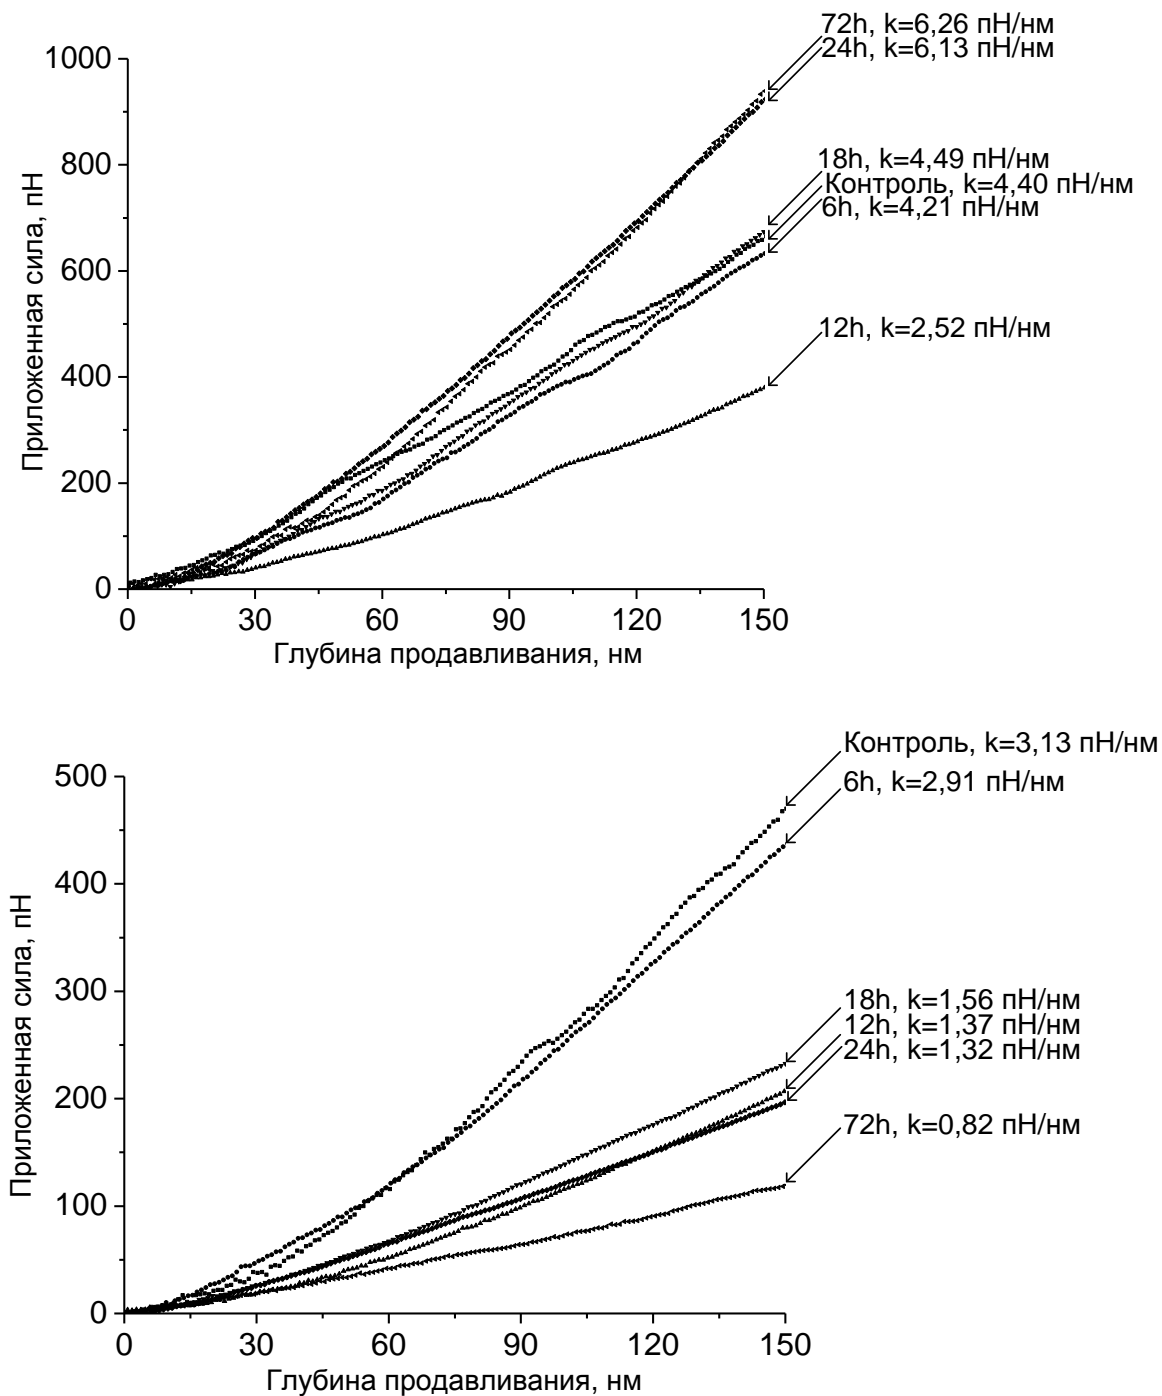 72h, k=6,26 пН/нм
24h, k=6,13 пН/нм
1000
800
18h, k=4,49 пН/нм
Контроль, k=4,40 пН/нм
6h, k=4,21 пН/нм
600
12h, k=2,52 пН/нм
400
200
0
Приложенная сила, пН
0 30 60 90 120 150
Глубина продавливания, нм
Контроль, k=3,13 пН/нм
500
6h, k=2,91 пН/нм
400
300
18h, k=1,56 пН/нм
12h, k=1,37 пН/нм
24h, k=1,32 пН/нм
200
72h, k=0,82 пН/нм
100
0
Приложенная сила, пН
0 30 60 90 120 150
Глубина продавливания, нм